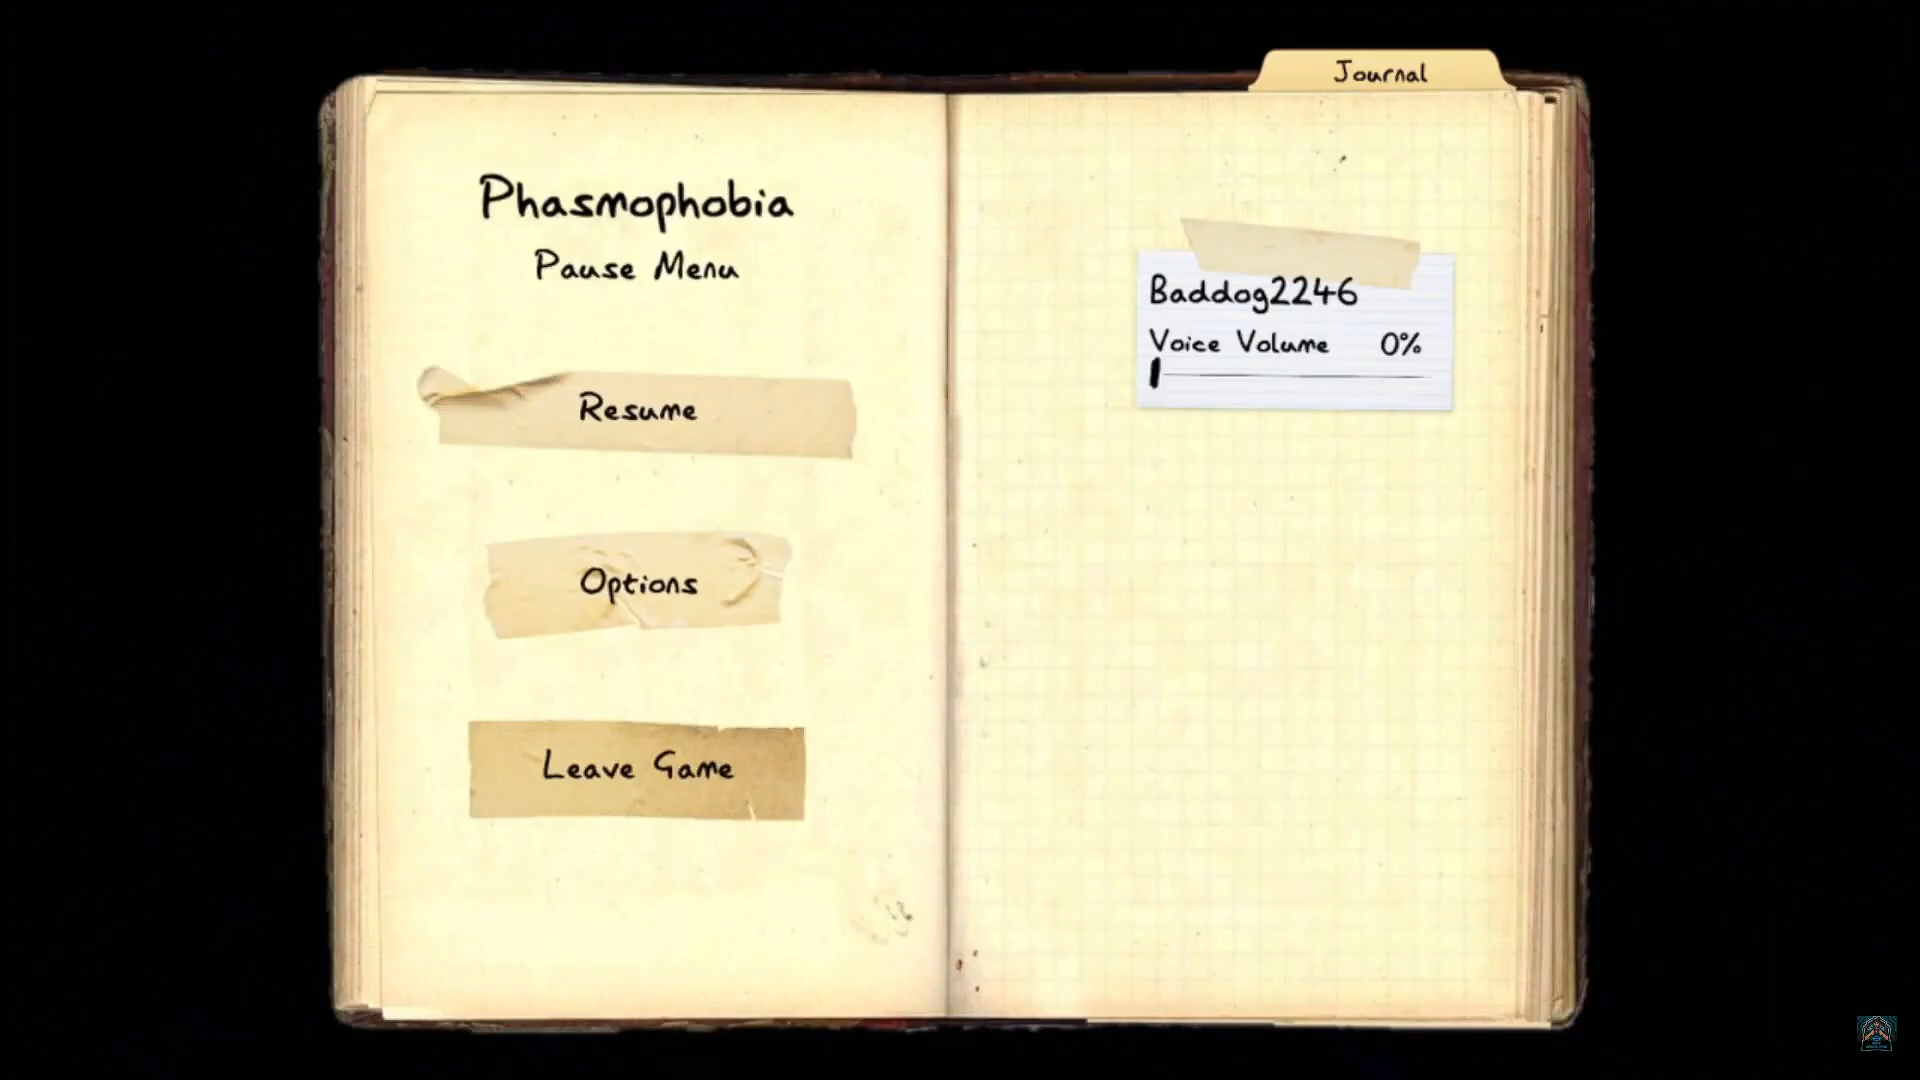 Journal
Phasmophobia
Pause Menu
Resume
Options
Leave Game
Baddog2246
Voice Volume 0%